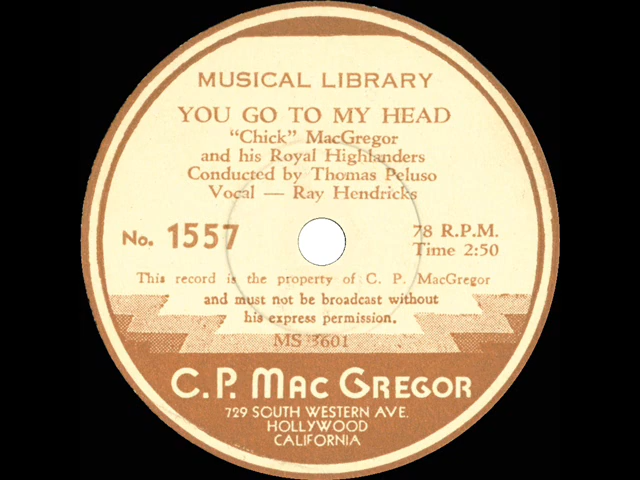 MUSICAL LIBRARY
YOU GO TO MY HEAD
"Chick" MacGregor
and his Royal Highlanders
Conducted by Thomas Peluso
Vocal — Ray Hendricks
No. 1557
78 R.P.M.
Time 2:50
This record is the property of C. P. MacGregor
and must not be broadcast without
his express permission.
MS 3601
C.P. MAC GREGOR
729 SOUTH WESTERN AVE.
HOLLYWOOD
CALIFORNIA